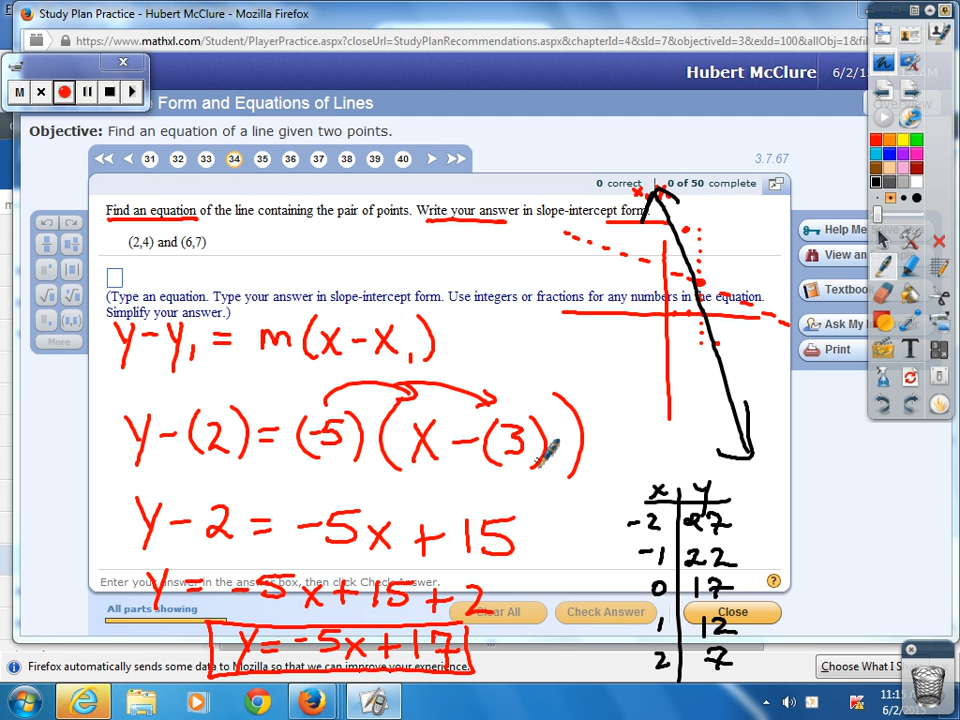 Study Plan Practice - Hubert McClure - Mozilla Firefox
https://www.mathxl.com/Student/PlayerPractice.aspx?closeUrl=StudyPlanRecommendations.aspx&chapterId=4&sId=7&objectiveId=3&exId=100&allObj=1&fil
Hubert McClure 6/2/1
Form and Equations of Lines
Overview
Objective: Find an equation of a line given two points.
31 32 33 34 35 36 37 38 39 40
3.7.67
0 correct 0 of 50 complete
Find an equation of the line containing the pair of points. Write your answer in slope-intercept form.
(2,4) and (6,7)
(Type an equation. Type your answer in slope-intercept form. Use integers or fractions for any numbers in the equation.
Simplify your answer.)
y-y₁ = m(x-x₁)
y-(2)=(-5)(x-(3))
y-2 = -5x+15
y = -5x+15+2
y=-5x+17
x y
-2 27
-1 22
0 17
1 12
2 7
More
Help Me
View an
Textbook
Ask My
Print
Enter your answer in the answer box, then click Check Answer.
All parts showing
Clear All
Check Answer
Close
Firefox automatically sends some data to Mozilla so that we can improve your experience.
Choose What I S
11:15